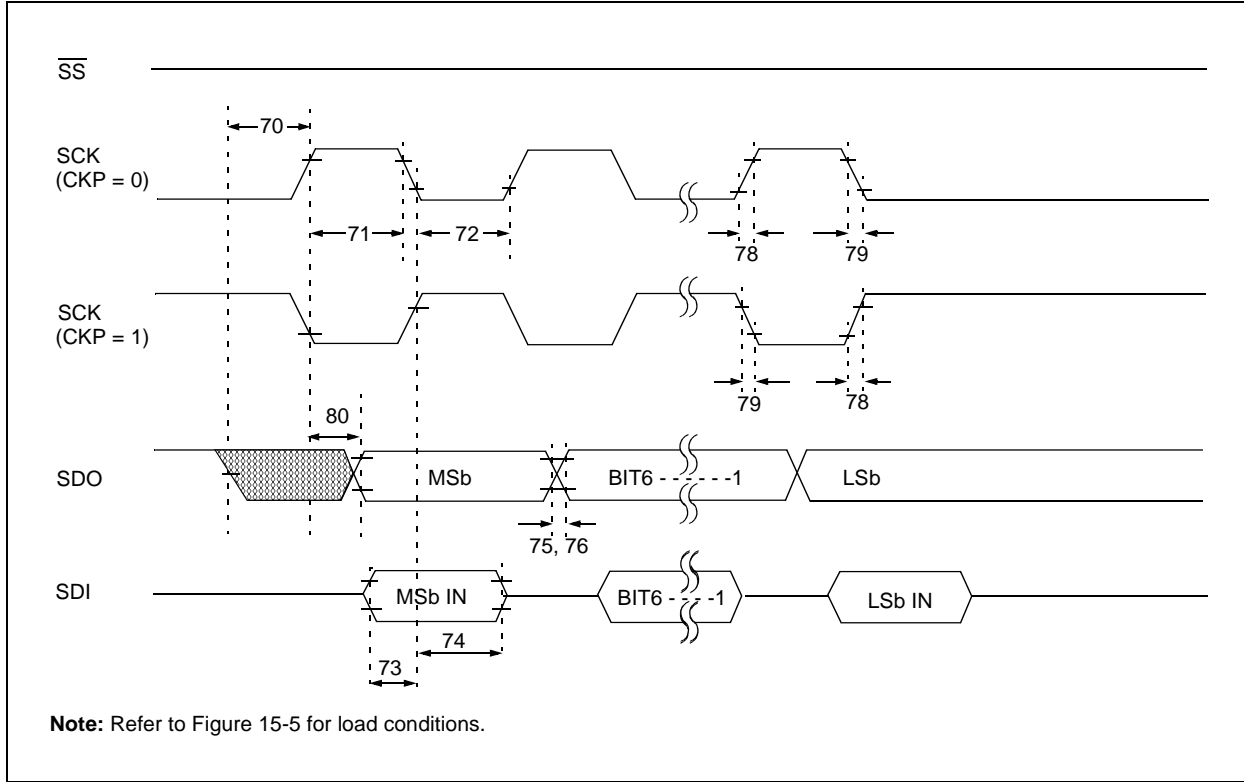 SS
70
SCK
(CKP = 0)
71
72
78
79
SCK
(CKP = 1)
79
78
80
SDO
MSb
BIT6 - - - - - -1
LSb
75, 76
SDI
MSb IN
BIT6 - - - - -1
LSb IN
74
73
Note: Refer to Figure 15-5 for load conditions.